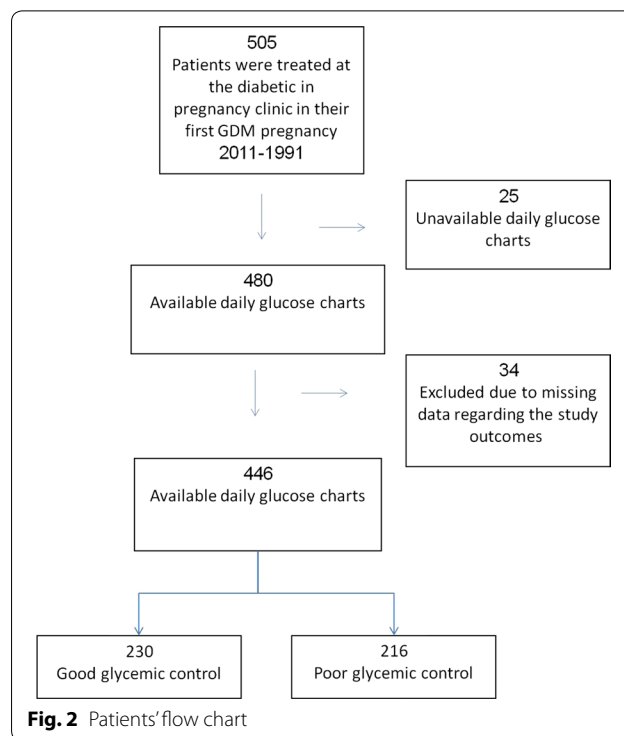 505
Patients were treated at
the diabetic in
pregnancy clinic in their
first GDM pregnancy
2011-1991
25
Unavailable daily glucose
charts
480
Available daily glucose charts
34
Excluded due to missing
data regarding the study
outcomes
446
Available daily glucose charts
230
Good glycemic control
216
Poor glycemic control
Fig. 2 Patients' flow chart